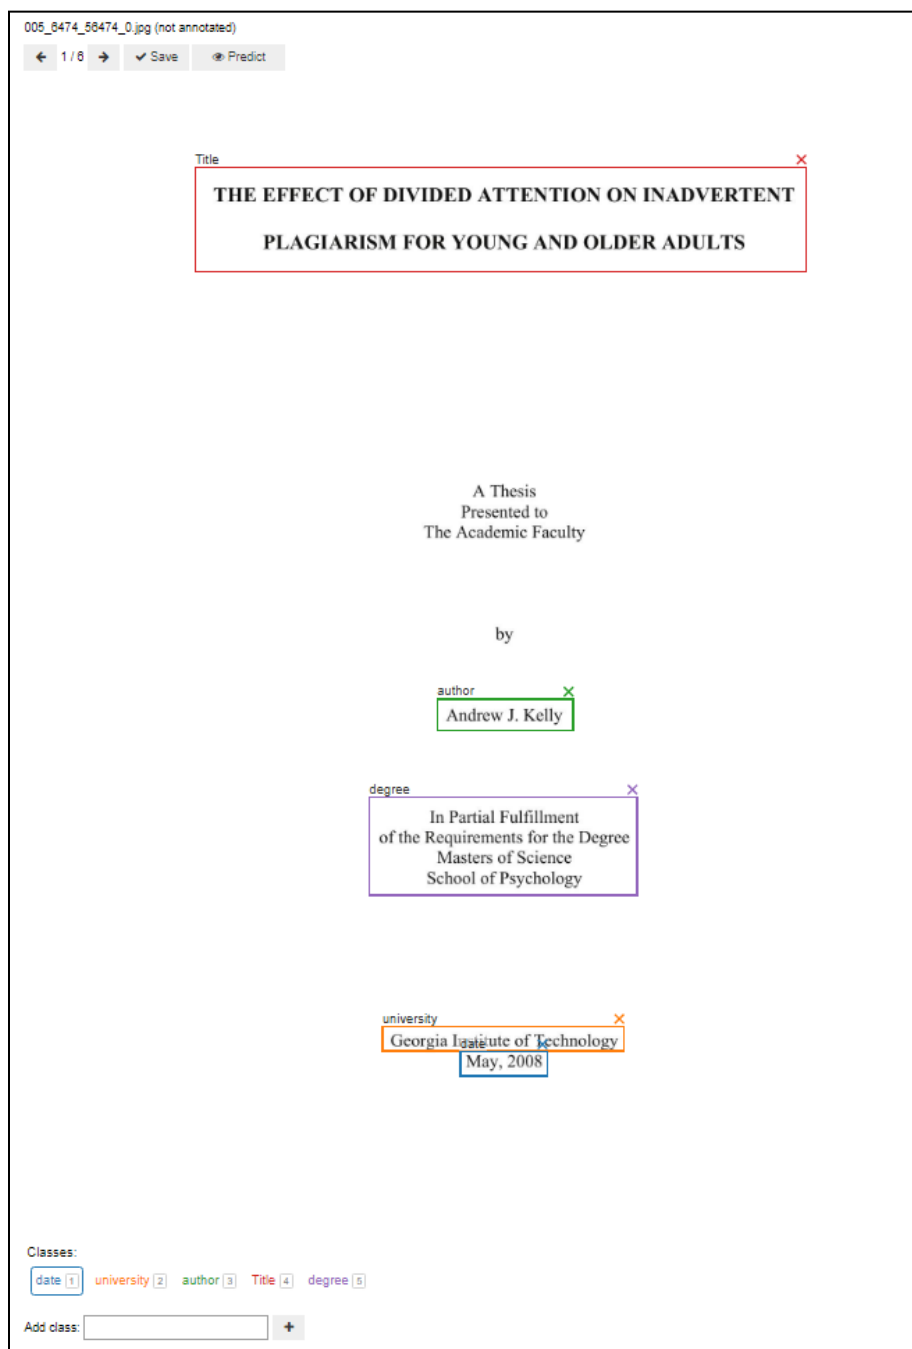 005_6474_56474_0.jpg (not annotated)
1 / 6 Save Predict
Title
THE EFFECT OF DIVIDED ATTENTION ON INADVERTENT
PLAGIARISM FOR YOUNG AND OLDER ADULTS
A Thesis
Presented to
The Academic Faculty
by
author
Andrew J. Kelly
degree
In Partial Fulfillment
of the Requirements for the Degree
Masters of Science
School of Psychology
university
Georgia Institute of Technology
date
May, 2008
Classes:
date 1 university 2 author 3 Title 4 degree 5
Add class: